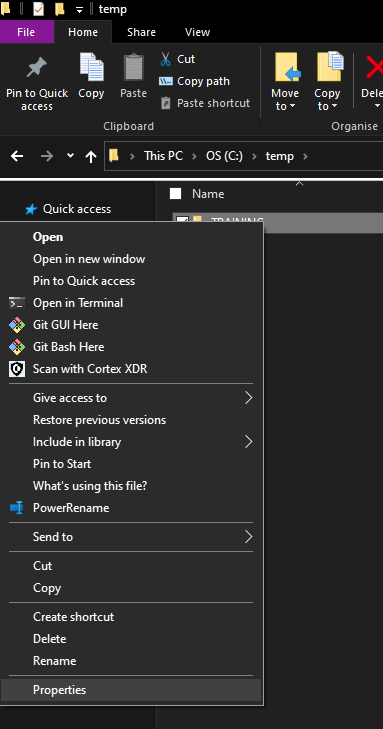 temp
File
Home
Share
View
Pin to Quick access
Copy
Paste
Cut
Copy path
Paste shortcut
Move to
Copy to
Clipboard
Organise
This PC > OS (C:) > temp >
Name
Quick access
TRAINING
Open
Open in new window
Pin to Quick access
Open in Terminal
Git GUI Here
Git Bash Here
Scan with Cortex XDR
Give access to
Restore previous versions
Include in library
Pin to Start
What's using this file?
PowerRename
Send to
Cut
Copy
Create shortcut
Delete
Rename
Properties